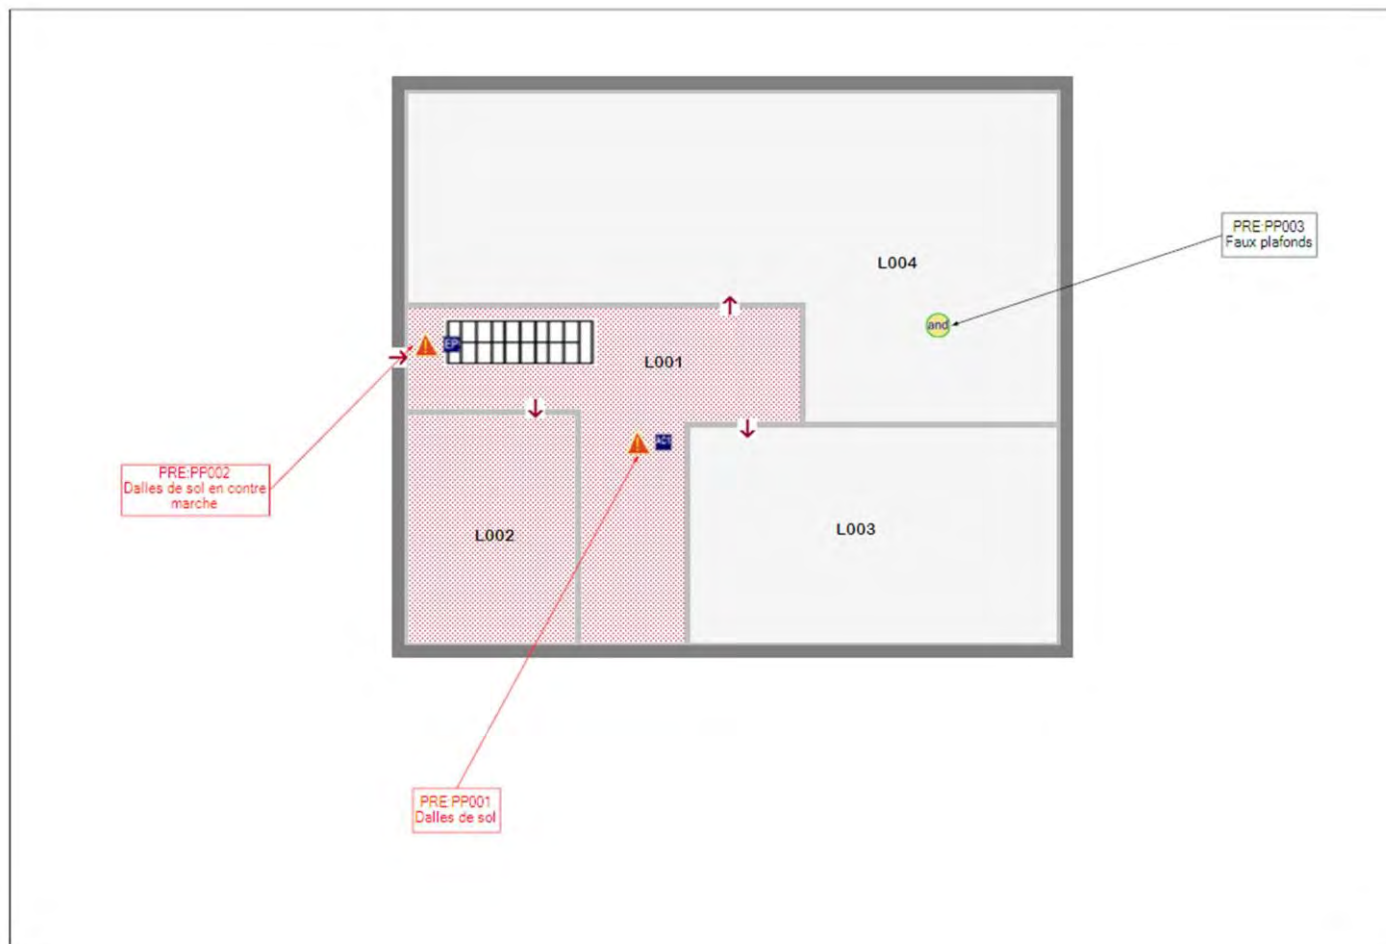 PRE:PP003
Faux plafonds
L004
and
EP
L001
AC1
PRE:PP002
Dalles de sol en contre
marche
L002
L003
PRE:PP001
Dalles de sol